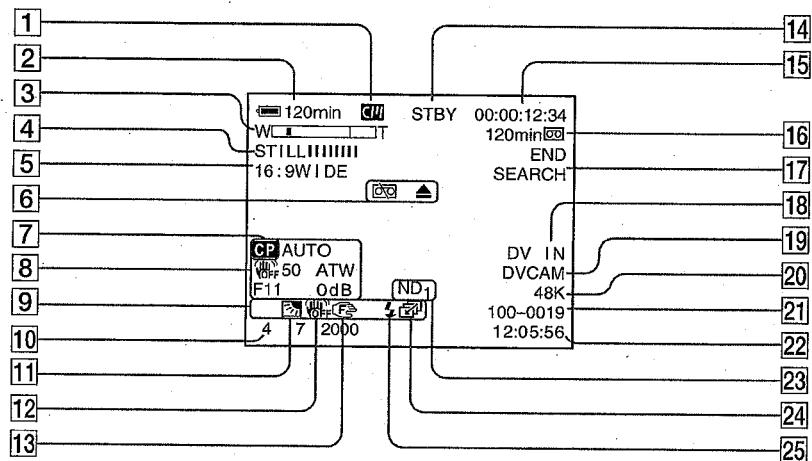 1
2
3
4
5
6
7
8
9
10
11
12
13
14
15
16
17
18
19
20
21
22
23
24
25
120min STBY 00:00:12:34
W T 120min
STILL END
16:9WIDE SEARCH
CP AUTO DV IN
OFF 50 ATW DVCAM
F11 0dB ND1 48K
OFF F 100-0019
4 7 2000 12:05:56